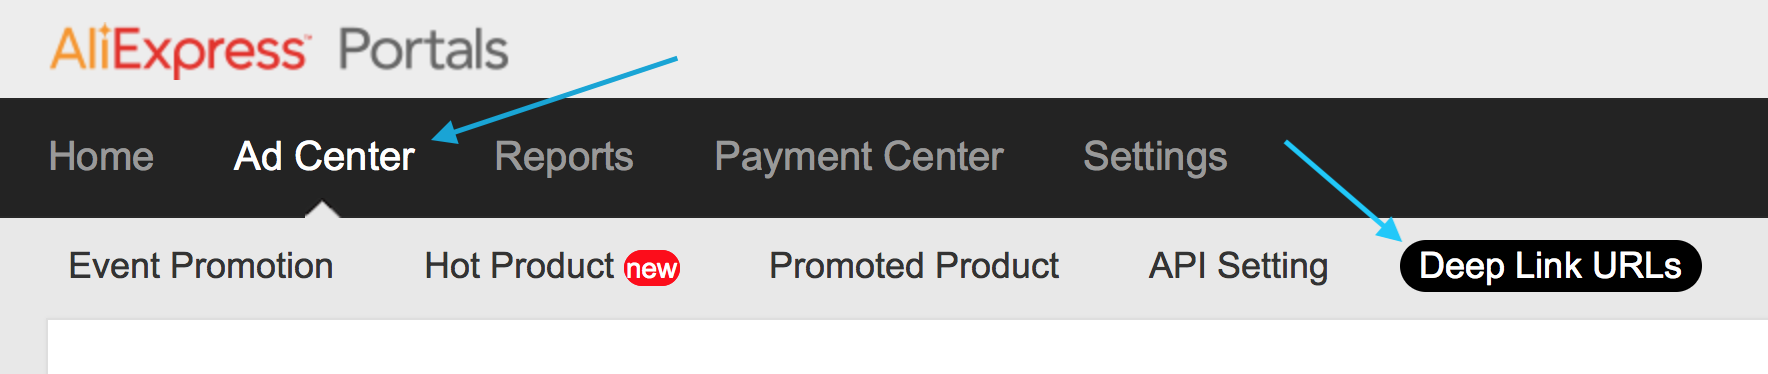 AliExpress™ Portals
Home Ad Center Reports Payment Center Settings
Event Promotion Hot Product new Promoted Product API Setting Deep Link URLs